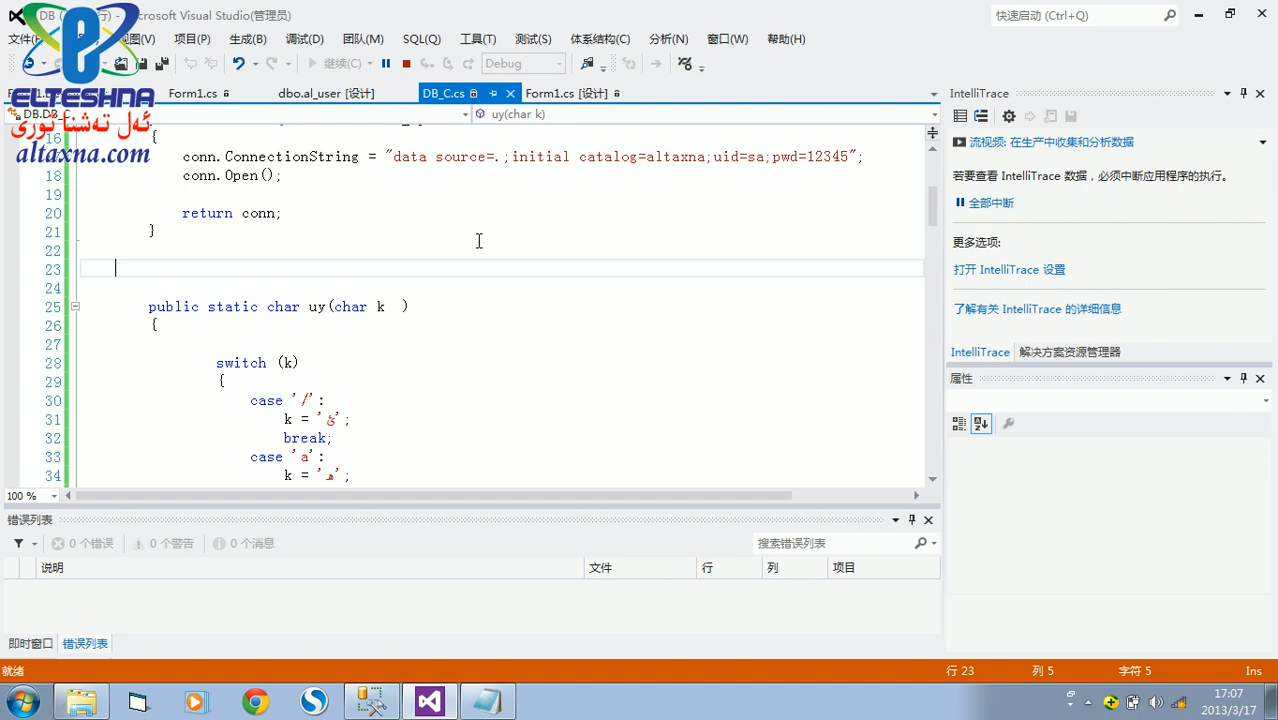 DB
Microsoft Visual Studio(管理员)
快速启动 (Ctrl+Q)
视图(V) 项目(P) 生成(B) 调试(D) 团队(M) SQL(Q) 工具(T) 测试(S) 体系结构(C) 分析(N) 窗口(W) 帮助(H)
继续(C) Debug
ELTESHNA
ئەل تەشنا تورى
altaxna.com
Form1.cs dbo.al_user [设计] DB_C.cs Form1.cs [设计]
DB.DB_C uy(char k)
16 {
conn.ConnectionString = "data source=.;initial catalog=altaxna;uid=sa;pwd=12345";
18 conn.Open();
19
20 return conn;
21 }
22
23
24
25 public static char uy(char k )
26 {
27
28 switch (k)
29 {
30 case '/':
31 k = 'ئ';
32 break;
33 case 'a':
34 k = 'ھ';
100 %
错误列表
0 个错误 0 个警告 0 个消息 搜索错误列表
说明 文件 行 列 项目
即时窗口 错误列表
IntelliTrace
流视频: 在生产中收集和分析数据
若要查看 IntelliTrace 数据，必须中断应用程序的执行。
全部中断
更多选项:
打开 IntelliTrace 设置
了解有关 IntelliTrace 的详细信息
IntelliTrace 解决方案资源管理器
属性
就绪 行 23 列 5 字符 5 Ins
17:07
2013/3/17